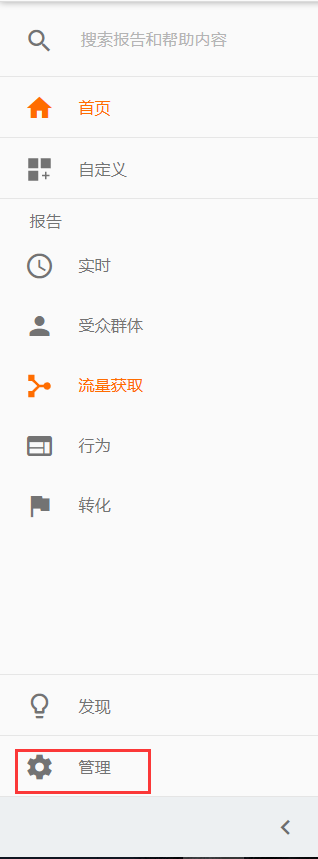 搜索报告和帮助内容
首页
自定义
报告
实时
受众群体
流量获取
行为
转化
发现
管理